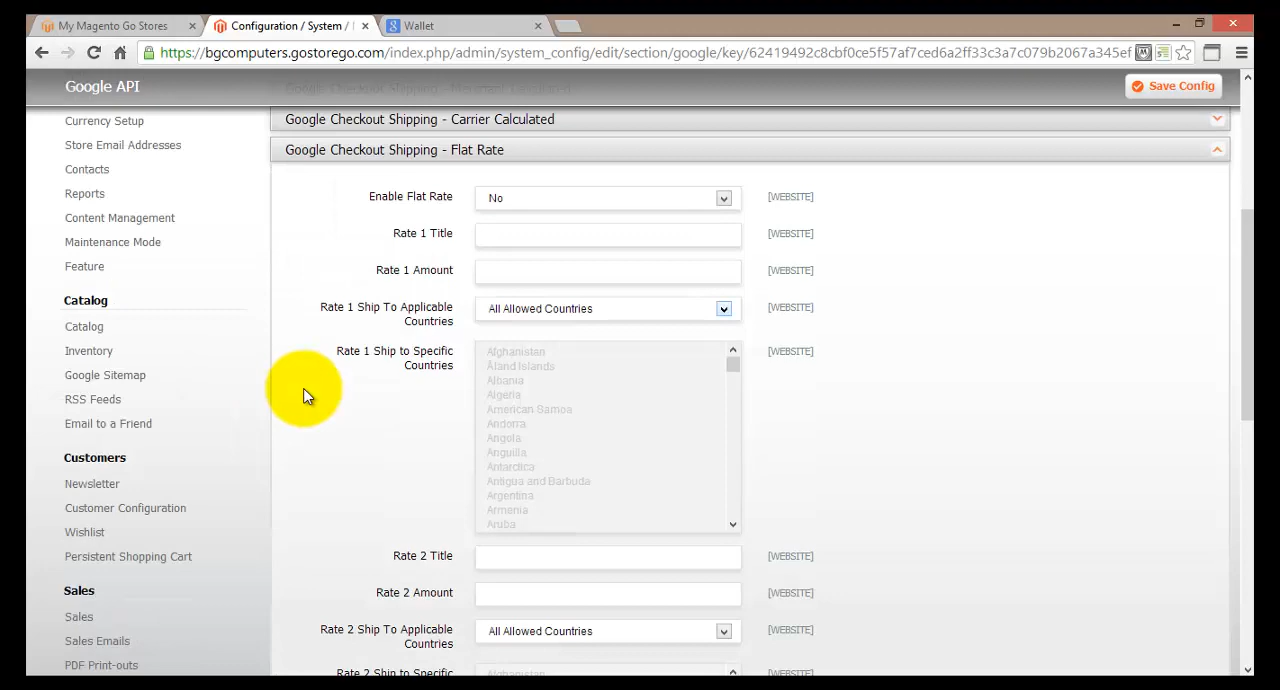 My Magento Go Stores
Configuration / System /
Wallet
https://bgcomputers.gostorego.com/index.php/admin/system_config/edit/section/google/key/62419492c8cbf0ce5f57af7ced6a2ff33c3a7c079b2067a345ef
Google API
Save Config
Currency Setup
Store Email Addresses
Contacts
Reports
Content Management
Maintenance Mode
Feature
Catalog
Catalog
Inventory
Google Sitemap
RSS Feeds
Email to a Friend
Customers
Newsletter
Customer Configuration
Wishlist
Persistent Shopping Cart
Sales
Sales
Sales Emails
PDF Print-outs
Google Checkout Shipping - Carrier Calculated
Google Checkout Shipping - Flat Rate
Enable Flat Rate
No
[WEBSITE]
Rate 1 Title
[WEBSITE]
Rate 1 Amount
[WEBSITE]
Rate 1 Ship To Applicable
Countries
All Allowed Countries
[WEBSITE]
Rate 1 Ship to Specific
Countries
Afghanistan
Åland Islands
Albania
Algeria
American Samoa
Andorra
Angola
Anguilla
Antarctica
Antigua and Barbuda
Argentina
Armenia
Aruba
[WEBSITE]
Rate 2 Title
[WEBSITE]
Rate 2 Amount
[WEBSITE]
Rate 2 Ship To Applicable
Countries
All Allowed Countries
[WEBSITE]
Rate 2 Ship to Specific
Afghanistan